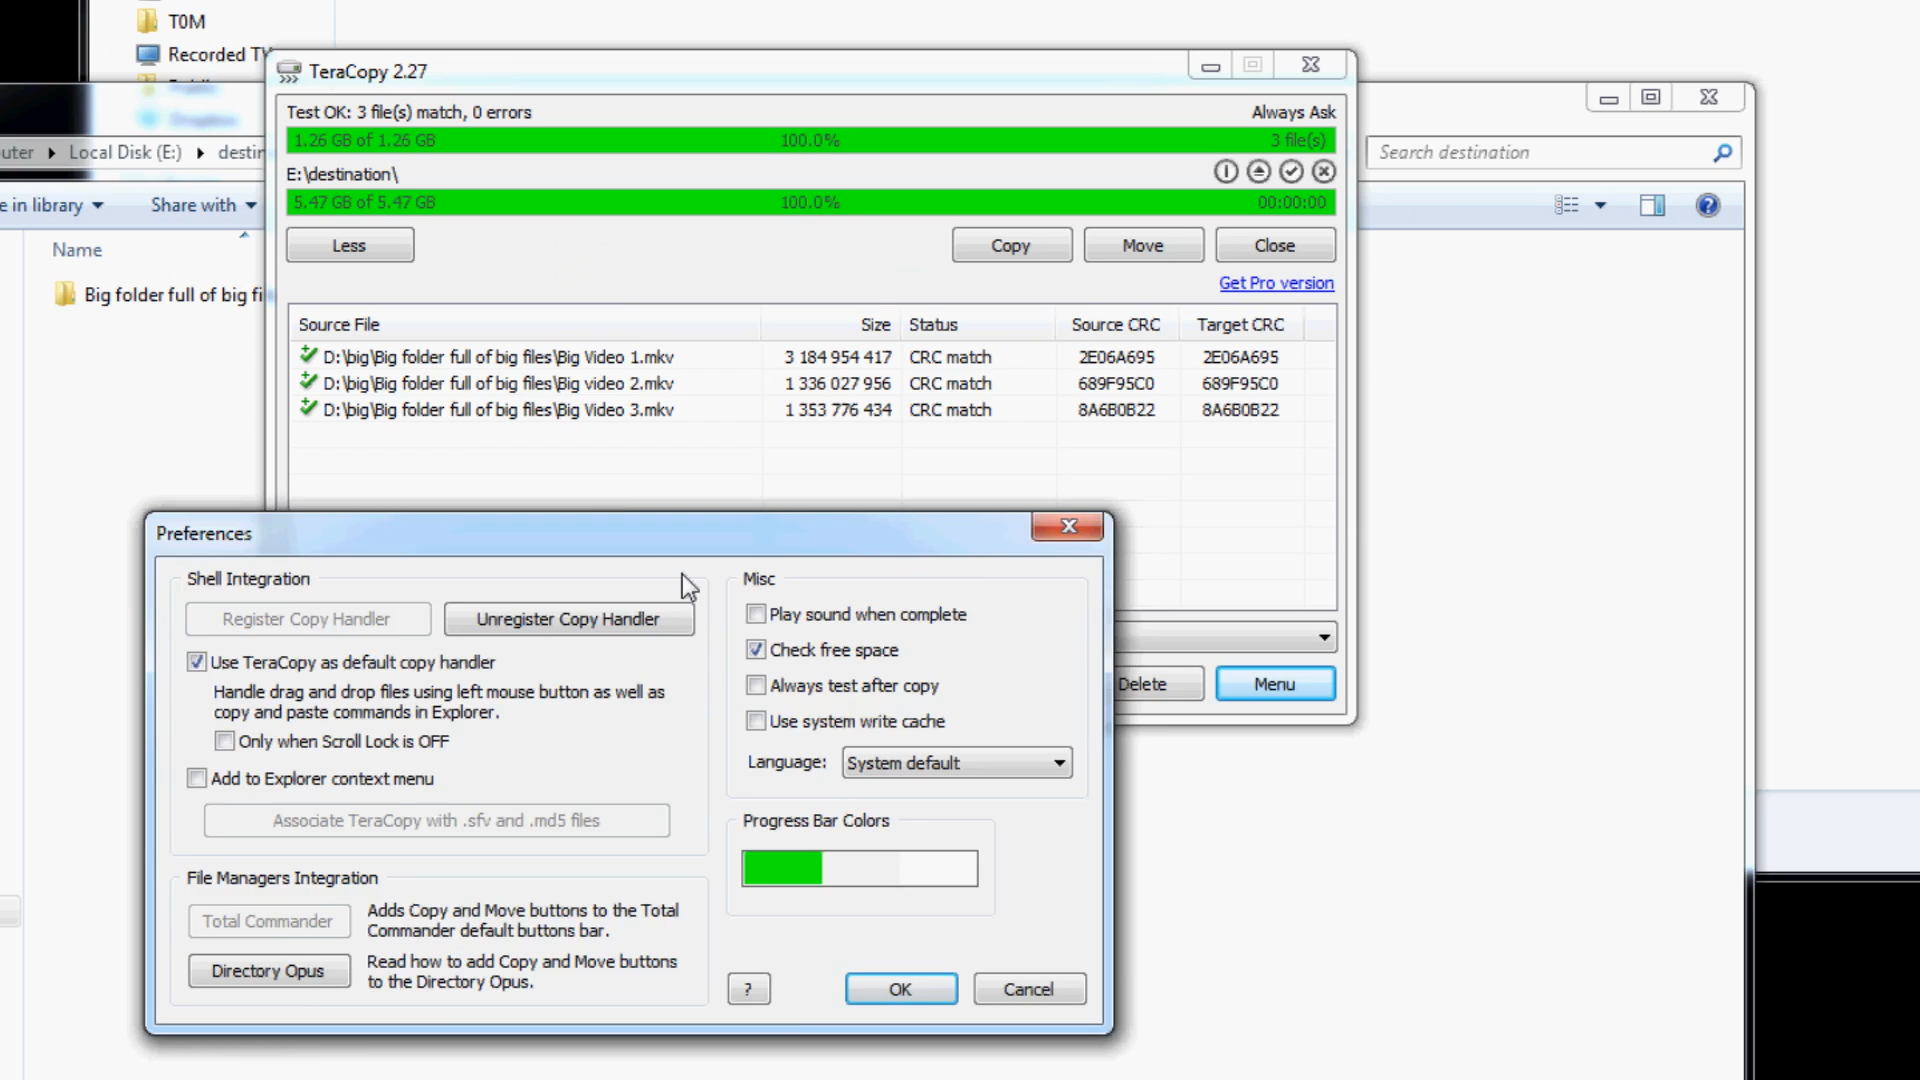 T0M
Recorded TV
TeraCopy 2.27
Test OK: 3 file(s) match, 0 errors
Always Ask
1.26 GB of 1.26 GB 100.0% 3 file(s)
Local Disk (E:)
Search destination
E:\destination\
5.47 GB of 5.47 GB 100.0% 00:00:00
e in library
Share with
Less
Copy
Move
Close
Name
Get Pro version
Big folder full of big fi
Source File Size Status Source CRC Target CRC
D:\big\Big folder full of big files\Big Video 1.mkv 3 184 954 417 CRC match 2E06A695 2E06A695
D:\big\Big folder full of big files\Big video 2.mkv 1 336 027 956 CRC match 689F95C0 689F95C0
D:\big\Big folder full of big files\Big Video 3.mkv 1 353 776 434 CRC match 8A6B0B22 8A6B0B22
Delete
Menu
Preferences
Shell Integration
Register Copy Handler
Unregister Copy Handler
Use TeraCopy as default copy handler
Handle drag and drop files using left mouse button as well as
copy and paste commands in Explorer.
Only when Scroll Lock is OFF
Add to Explorer context menu
Associate TeraCopy with .sfv and .md5 files
File Managers Integration
Total Commander
Adds Copy and Move buttons to the Total
Commander default buttons bar.
Directory Opus
Read how to add Copy and Move buttons
to the Directory Opus.
Misc
Play sound when complete
Check free space
Always test after copy
Use system write cache
Language: System default
Progress Bar Colors
?
OK
Cancel